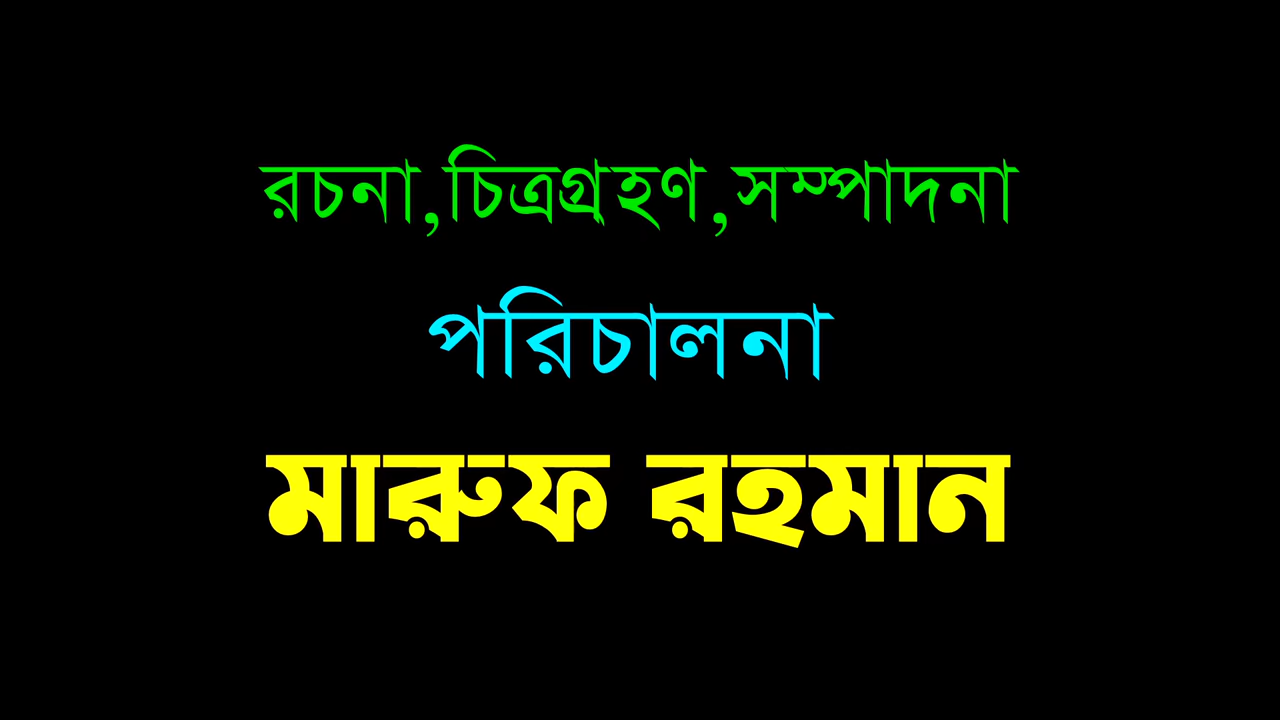 রচনা,চিত্রগ্রহণ,সম্পাদনা
পরিচালনা
মারুফ রহমান